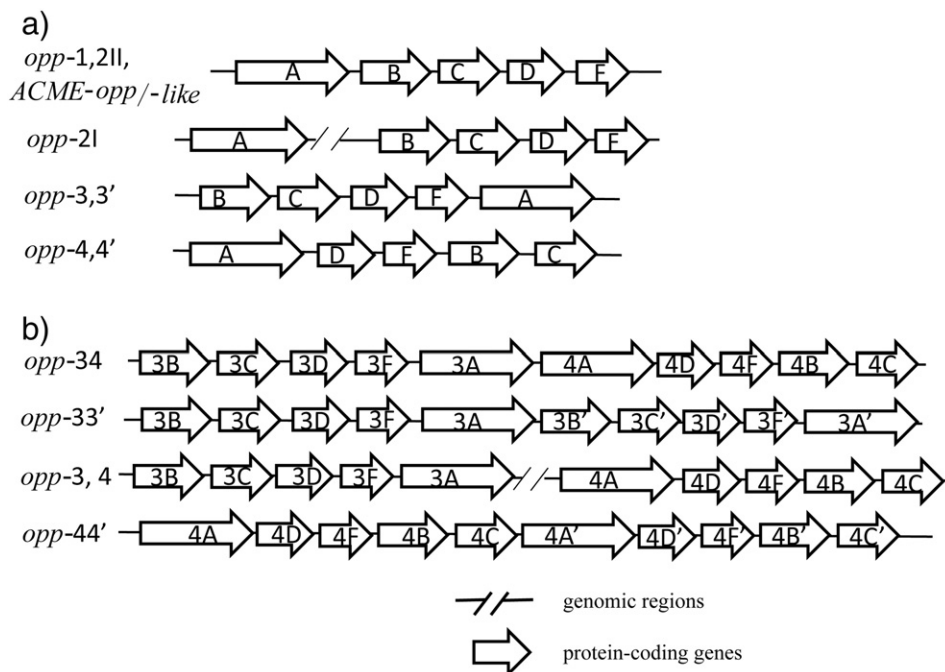 a)
opp-1,2II,
ACME-opp/-like
A B C D F
opp-2I
A B C D F
opp-3,3'
B C D F A
opp-4,4'
A D F B C
b)
opp-34
3B 3C 3D 3F 3A 4A 4D 4F 4B 4C
opp-33'
3B 3C 3D 3F 3A 3B' 3C' 3D' 3F' 3A'
opp-3, 4
3B 3C 3D 3F 3A 4A 4D 4F 4B 4C
opp-44'
4A 4D 4F 4B 4C 4A' 4D' 4F' 4B' 4C'
genomic regions
protein-coding genes